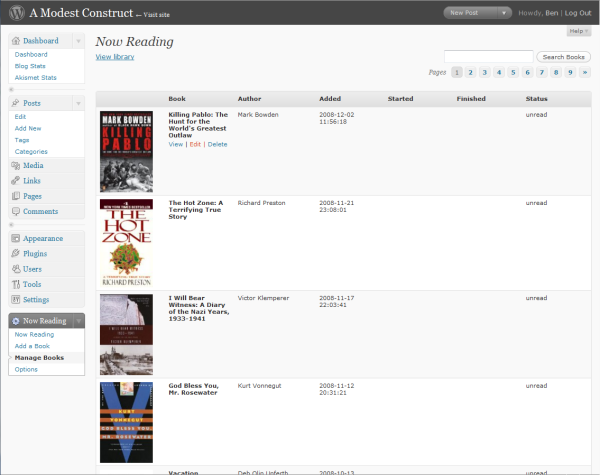 A Modest Construct ← Visit site
New Post
Howdy, Ben | Log Out
Help
Dashboard
Dashboard
Blog Stats
Akismet Stats
Posts
Edit
Add New
Tags
Categories
Media
Links
Pages
Comments
Appearance
Plugins
Users
Tools
Settings
Now Reading
Now Reading
Add a Book
Manage Books
Options
Now Reading
View library
Search Books
Pages 1 2 3 4 5 6 7 8 9 »
Book Author Added Started Finished Status
MARK BOWDEN
KILLING
PABLO
Killing Pablo: The
Hunt for the
World's Greatest
Outlaw
View | Edit | Delete
Mark Bowden
2008-12-02
11:56:18
unread
THE
HOT
ZONE
RICHARD PRESTON
The Hot Zone: A
Terrifying True
Story
Richard Preston
2008-11-21
23:08:01
unread
I WILL BEAR
WITNESS
VICTOR KLEMPERER
I Will Bear
Witness: A Diary
of the Nazi Years,
1933-1941
Victor Klemperer
2008-11-17
22:03:41
unread
KURT
VONNEGUT
GOD BLESS YOU,
MR. ROSEWATER
God Bless You,
Mr. Rosewater
Kurt Vonnegut
2008-11-12
20:31:21
unread
Vacation
Deb Olin Unferth
2008-10-13
unread